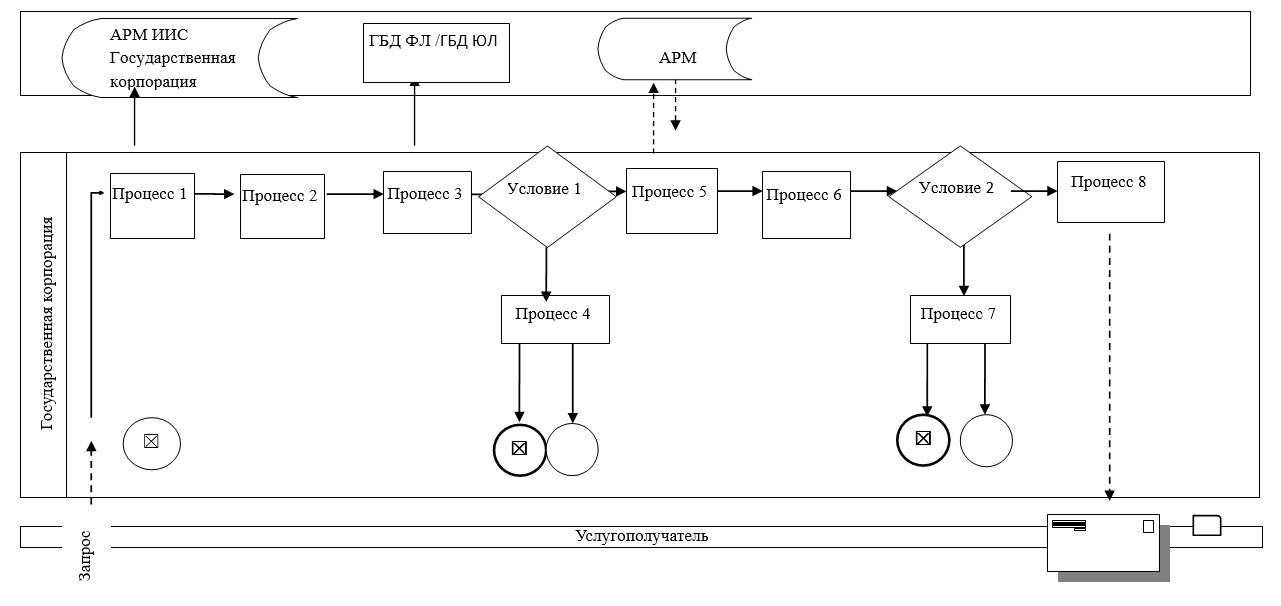 АРМ ИИС
Государственная
корпорация
ГБД ФЛ /ГБД ЮЛ
АРМ
Государственная корпорация
Процесс 1
Процесс 2
Процесс 3
Условие 1
Процесс 5
Процесс 6
Условие 2
Процесс 8
Процесс 4
Процесс 7
Запрос
Услугополучатель